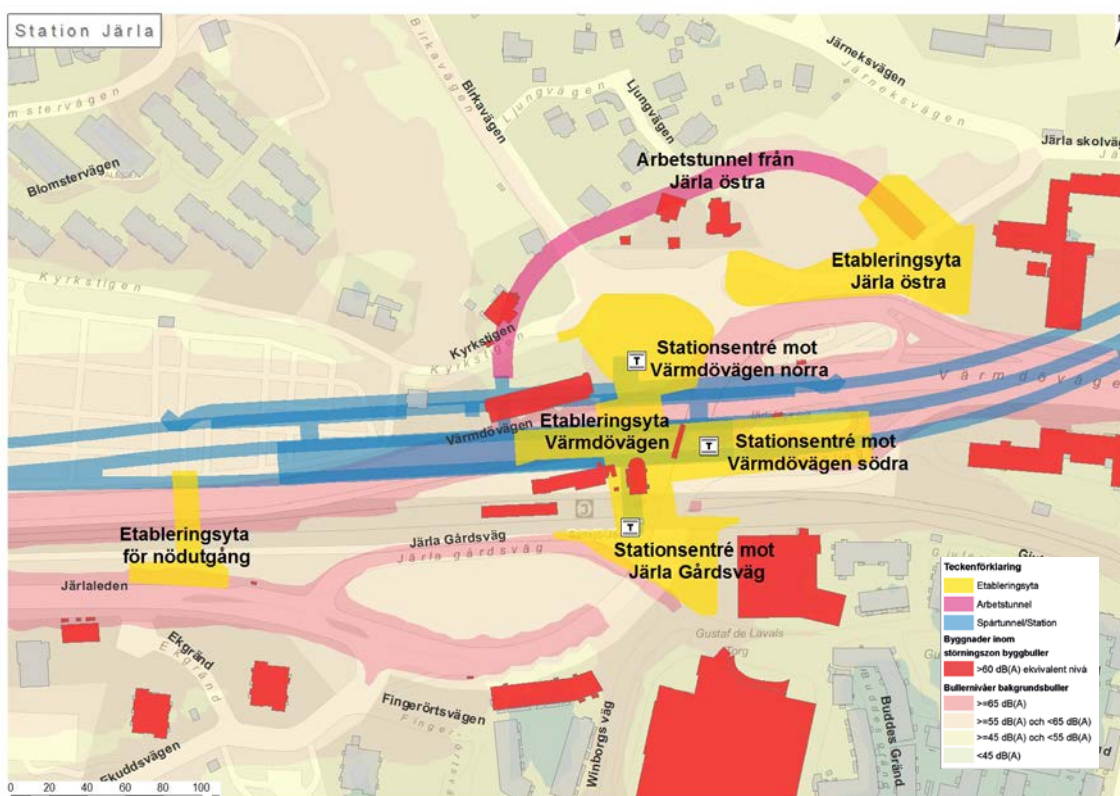 Station Järla
Birkavägen
Birkavägen
Ljungvägen
Ljungvägen
Järneksvägen
Järneksvägen
Järla skolväg
Blomstervägen
Arbetstunnel från
Järla östra
Etableringsyta
Järla östra
Kyrkstigen
Kyrkstigen
Kyrkstigen
Stationsentré mot
Värmdövägen norra
Värmdövägen
Etableringsyta
Värmdövägen
Värmdöväge
T
T
Stationsentré mot
Värmdövägen södra
Etableringsyta
för nödutgång
T
Stationsentré mot
Järla Gårdsväg
Järla Gårdsväg
Järla gårdsväg
Järlaleden
Gustaf de Lavals
Torg
Ekgränd
Ekgränd
Fingerörtsvägen
Winborgs väg
Buddes Gränd
Ekuddsvägen
Teckenförklaring
Etableringsyta
Arbetstunnel
Spårtunnel/Station
Byggnader inom
störningszon byggbuller
>60 dB(A) ekvivalent nivå
Bullernivåer bakgrundsbuller
>=65 dB(A)
>=55 dB(A) och <65 dB(A)
>=45 dB(A) och <55 dB(A)
<45 dB(A)
0 20 40 60 80 100